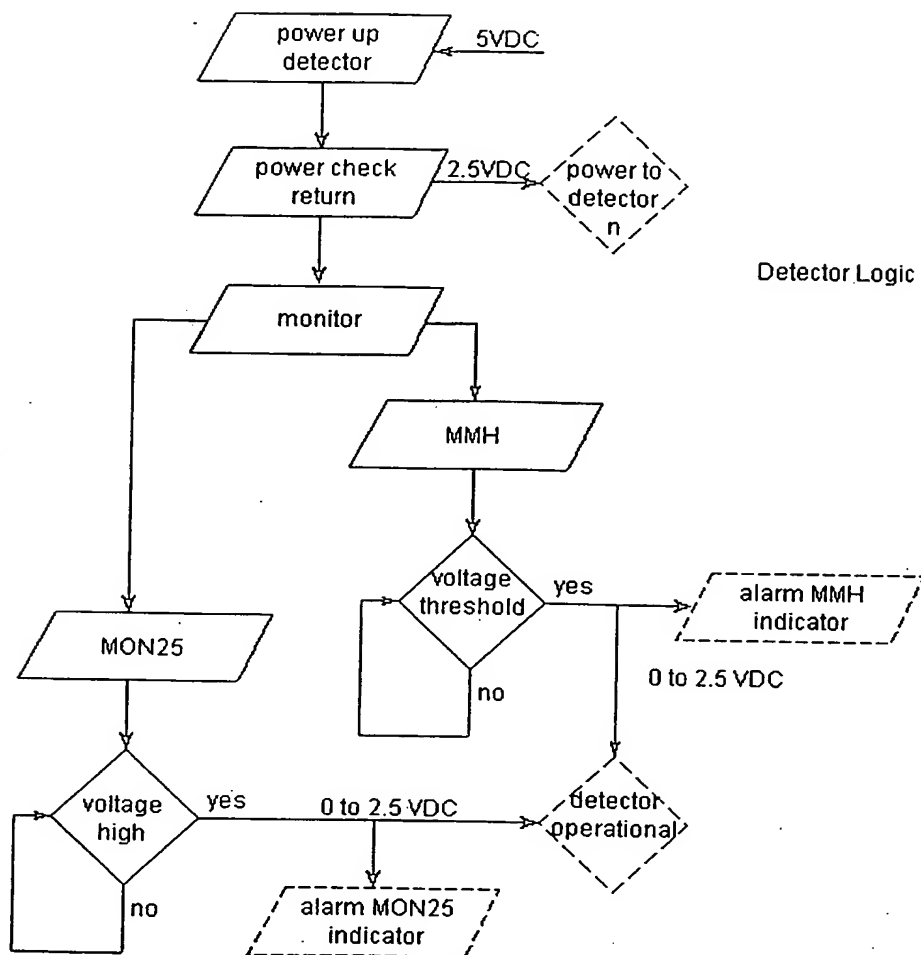 power up
detector
5VDC
power check
return
2.5VDC
power to
detector
n
Detector Logic
monitor
MMH
voltage
threshold
yes
alarm MMH
indicator
no
0 to 2.5 VDC
MON25
voltage
high
yes
0 to 2.5 VDC
detector
operational
no
alarm MON25
indicator